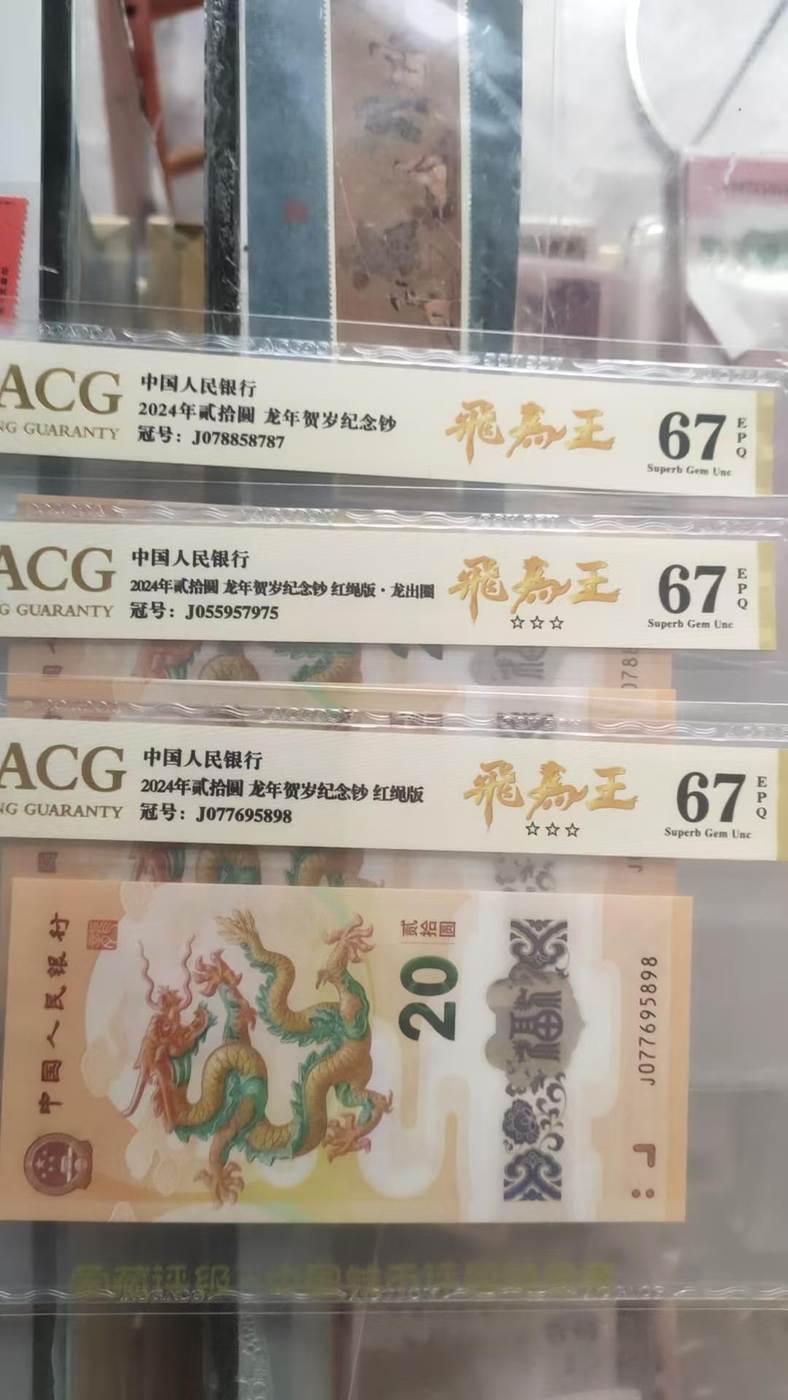 ACG
NG GUARANTY
中国人民银行
2024年贰拾圆 龙年贺岁纪念钞
冠号：J078858787
飛為王
67
EPQ
Superb Gem Unc
ACG
G GUARANTY
中国人民银行
2024年贰拾圆 龙年贺岁纪念钞 红绳版·龙出圈
冠号：J055957975
飛為王
☆☆☆
67
EPQ
Superb Gem Unc
ACG
NG GUARANTY
中国人民银行
2024年贰拾圆 龙年贺岁纪念钞 红绳版
冠号：J077695898
飛為王
☆☆☆
67
EPQ
Superb Gem Unc
中国人民银行
贰拾圆
20
福
J077695898